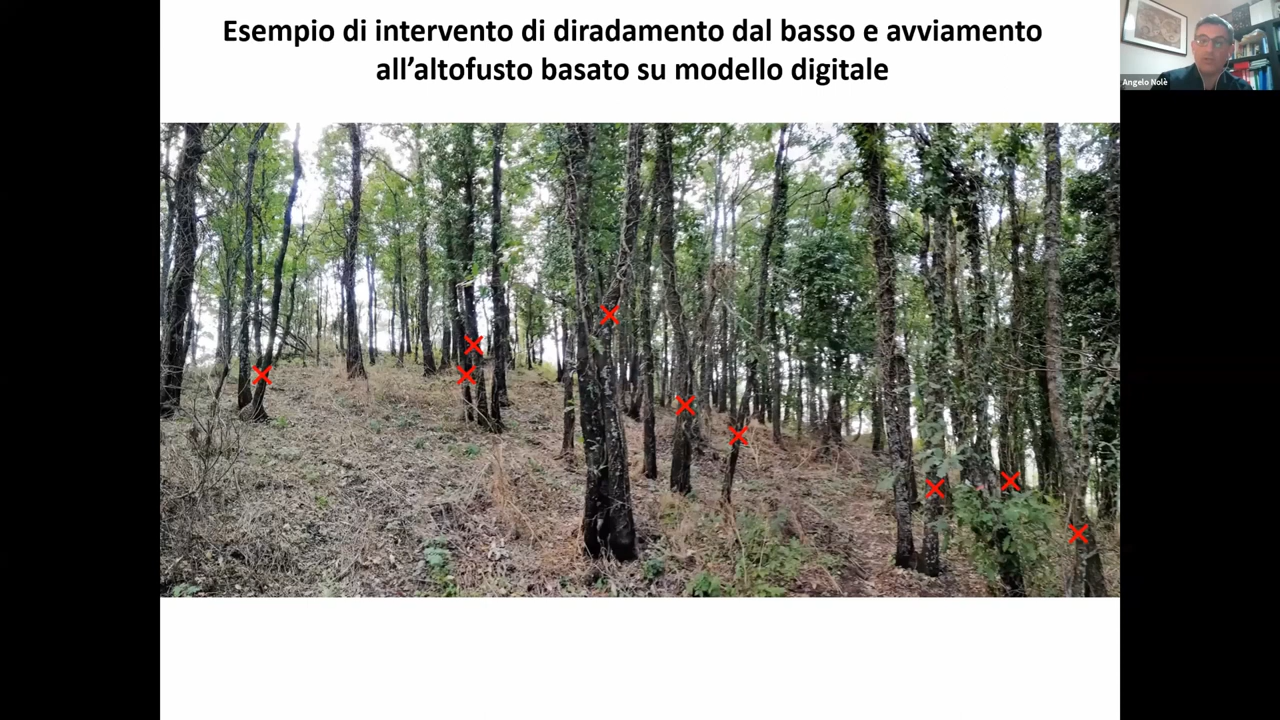 Esempio di intervento di diradamento dal basso e avviamento
all’altofusto basato su modello digitale
Angelo Nolè